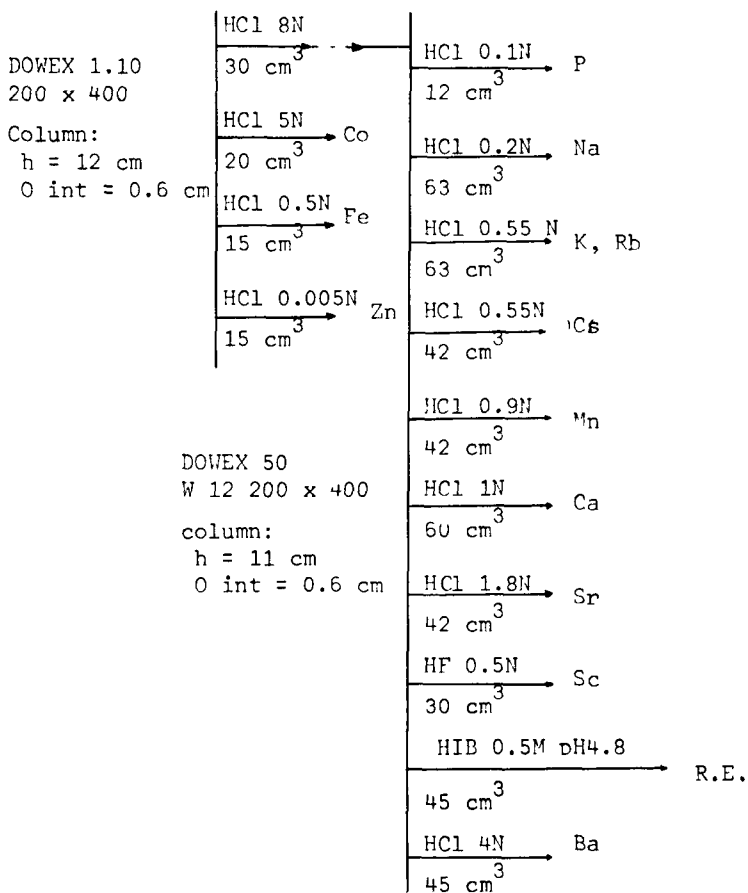 HCl 8N
30 cm³
DOWEX 1.10
200 x 400
Column:
h = 12 cm
O int = 0.6 cm
HCl 5N
Co
20 cm³
HCl 0.5N
Fe
15 cm³
HCl 0.005N
Zn
15 cm³
HCl 0.1N
P
12 cm³
HCl 0.2N
Na
63 cm³
HCl 0.55 N
K, Rb
63 cm³
HCl 0.55N
Cs
42 cm³
HCl 0.9N
Mn
42 cm³
DOWEX 50
W 12 200 x 400
column:
h = 11 cm
O int = 0.6 cm
HCl 1N
Ca
60 cm³
HCl 1.8N
Sr
42 cm³
HF 0.5N
Sc
30 cm³
HIB 0.5M pH4.8
R.E.
45 cm³
HCl 4N
Ba
45 cm³